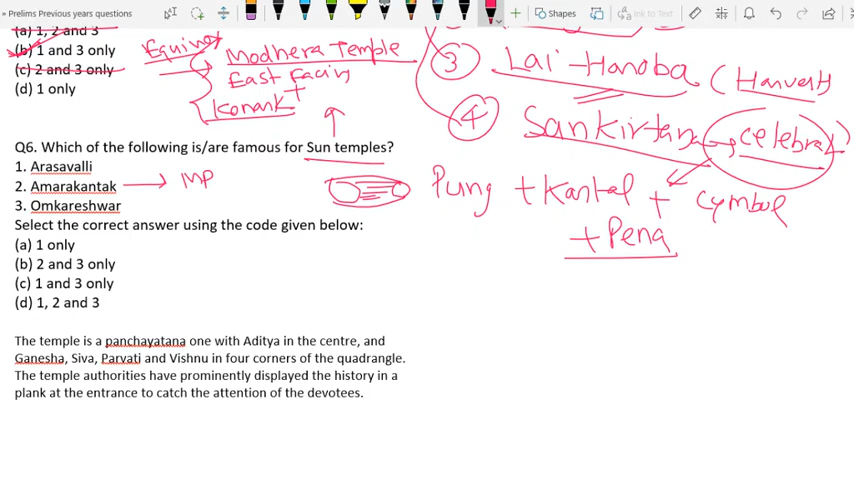 » Prelims Previous years questions
Shapes
Ink to Text
Share
(a) 1, 2 and 3
(b) 1 and 3 only
(c) 2 and 3 only
(d) 1 only
Equinox
Modhera Temple
East Facing
Konark
3 Lai-Haroba (Harvest)
4 Sankirtana celebrat)
Q6. Which of the following is/are famous for Sun temples?
1. Arasavalli
2. Amarakantak → MP
3. Omkareshwar
Select the correct answer using the code given below:
(a) 1 only
(b) 2 and 3 only
(c) 1 and 3 only
(d) 1, 2 and 3
Pung + Kartal + Cymbol
+ Pena
The temple is a panchayatana one with Aditya in the centre, and
Ganesha, Siva, Parvati and Vishnu in four corners of the quadrangle.
The temple authorities have prominently displayed the history in a
plank at the entrance to catch the attention of the devotees.